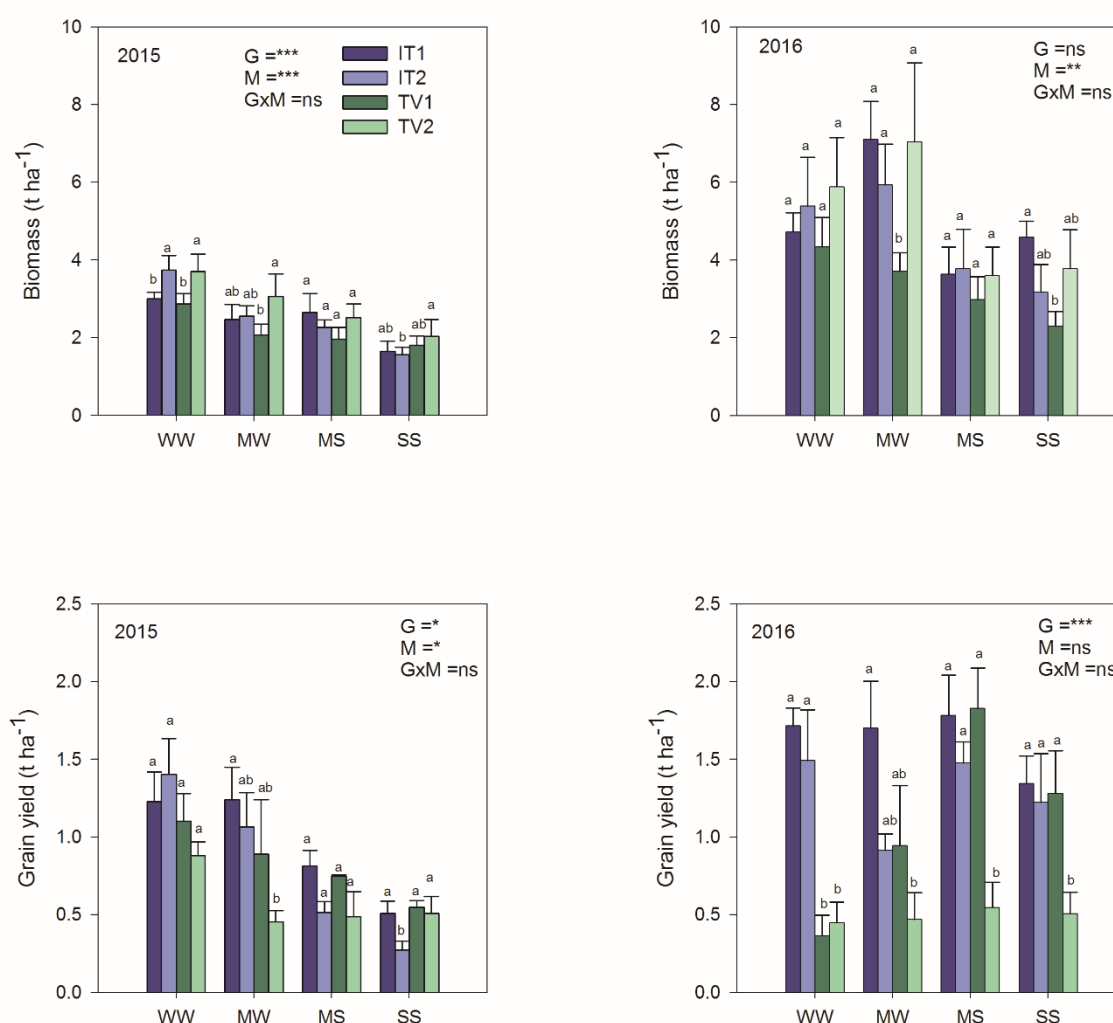 2015
G =***
M =***
GxM =ns
IT1
IT2
TV1
TV2
Biomass (t ha⁻¹)
10
8
6
4
2
0
b a b a
ab ab b a
a a a a
ab b ab a
WW MW MS SS
2016
G =ns
M =**
GxM =ns
Biomass (t ha⁻¹)
10
8
6
4
2
0
a a a a
a a b a
a a a a
a ab b ab
WW MW MS SS
2015
G =*
M =*
GxM =ns
Grain yield (t ha⁻¹)
2.5
2.0
1.5
1.0
0.5
0.0
a a a a
a ab ab b
a a a a
a b a a
WW MW MS SS
2016
G =***
M =ns
GxM =ns
Grain yield (t ha⁻¹)
2.5
2.0
1.5
1.0
0.5
0.0
a a b b
a ab ab b
a a a b
a a a b
WW MW MS SS